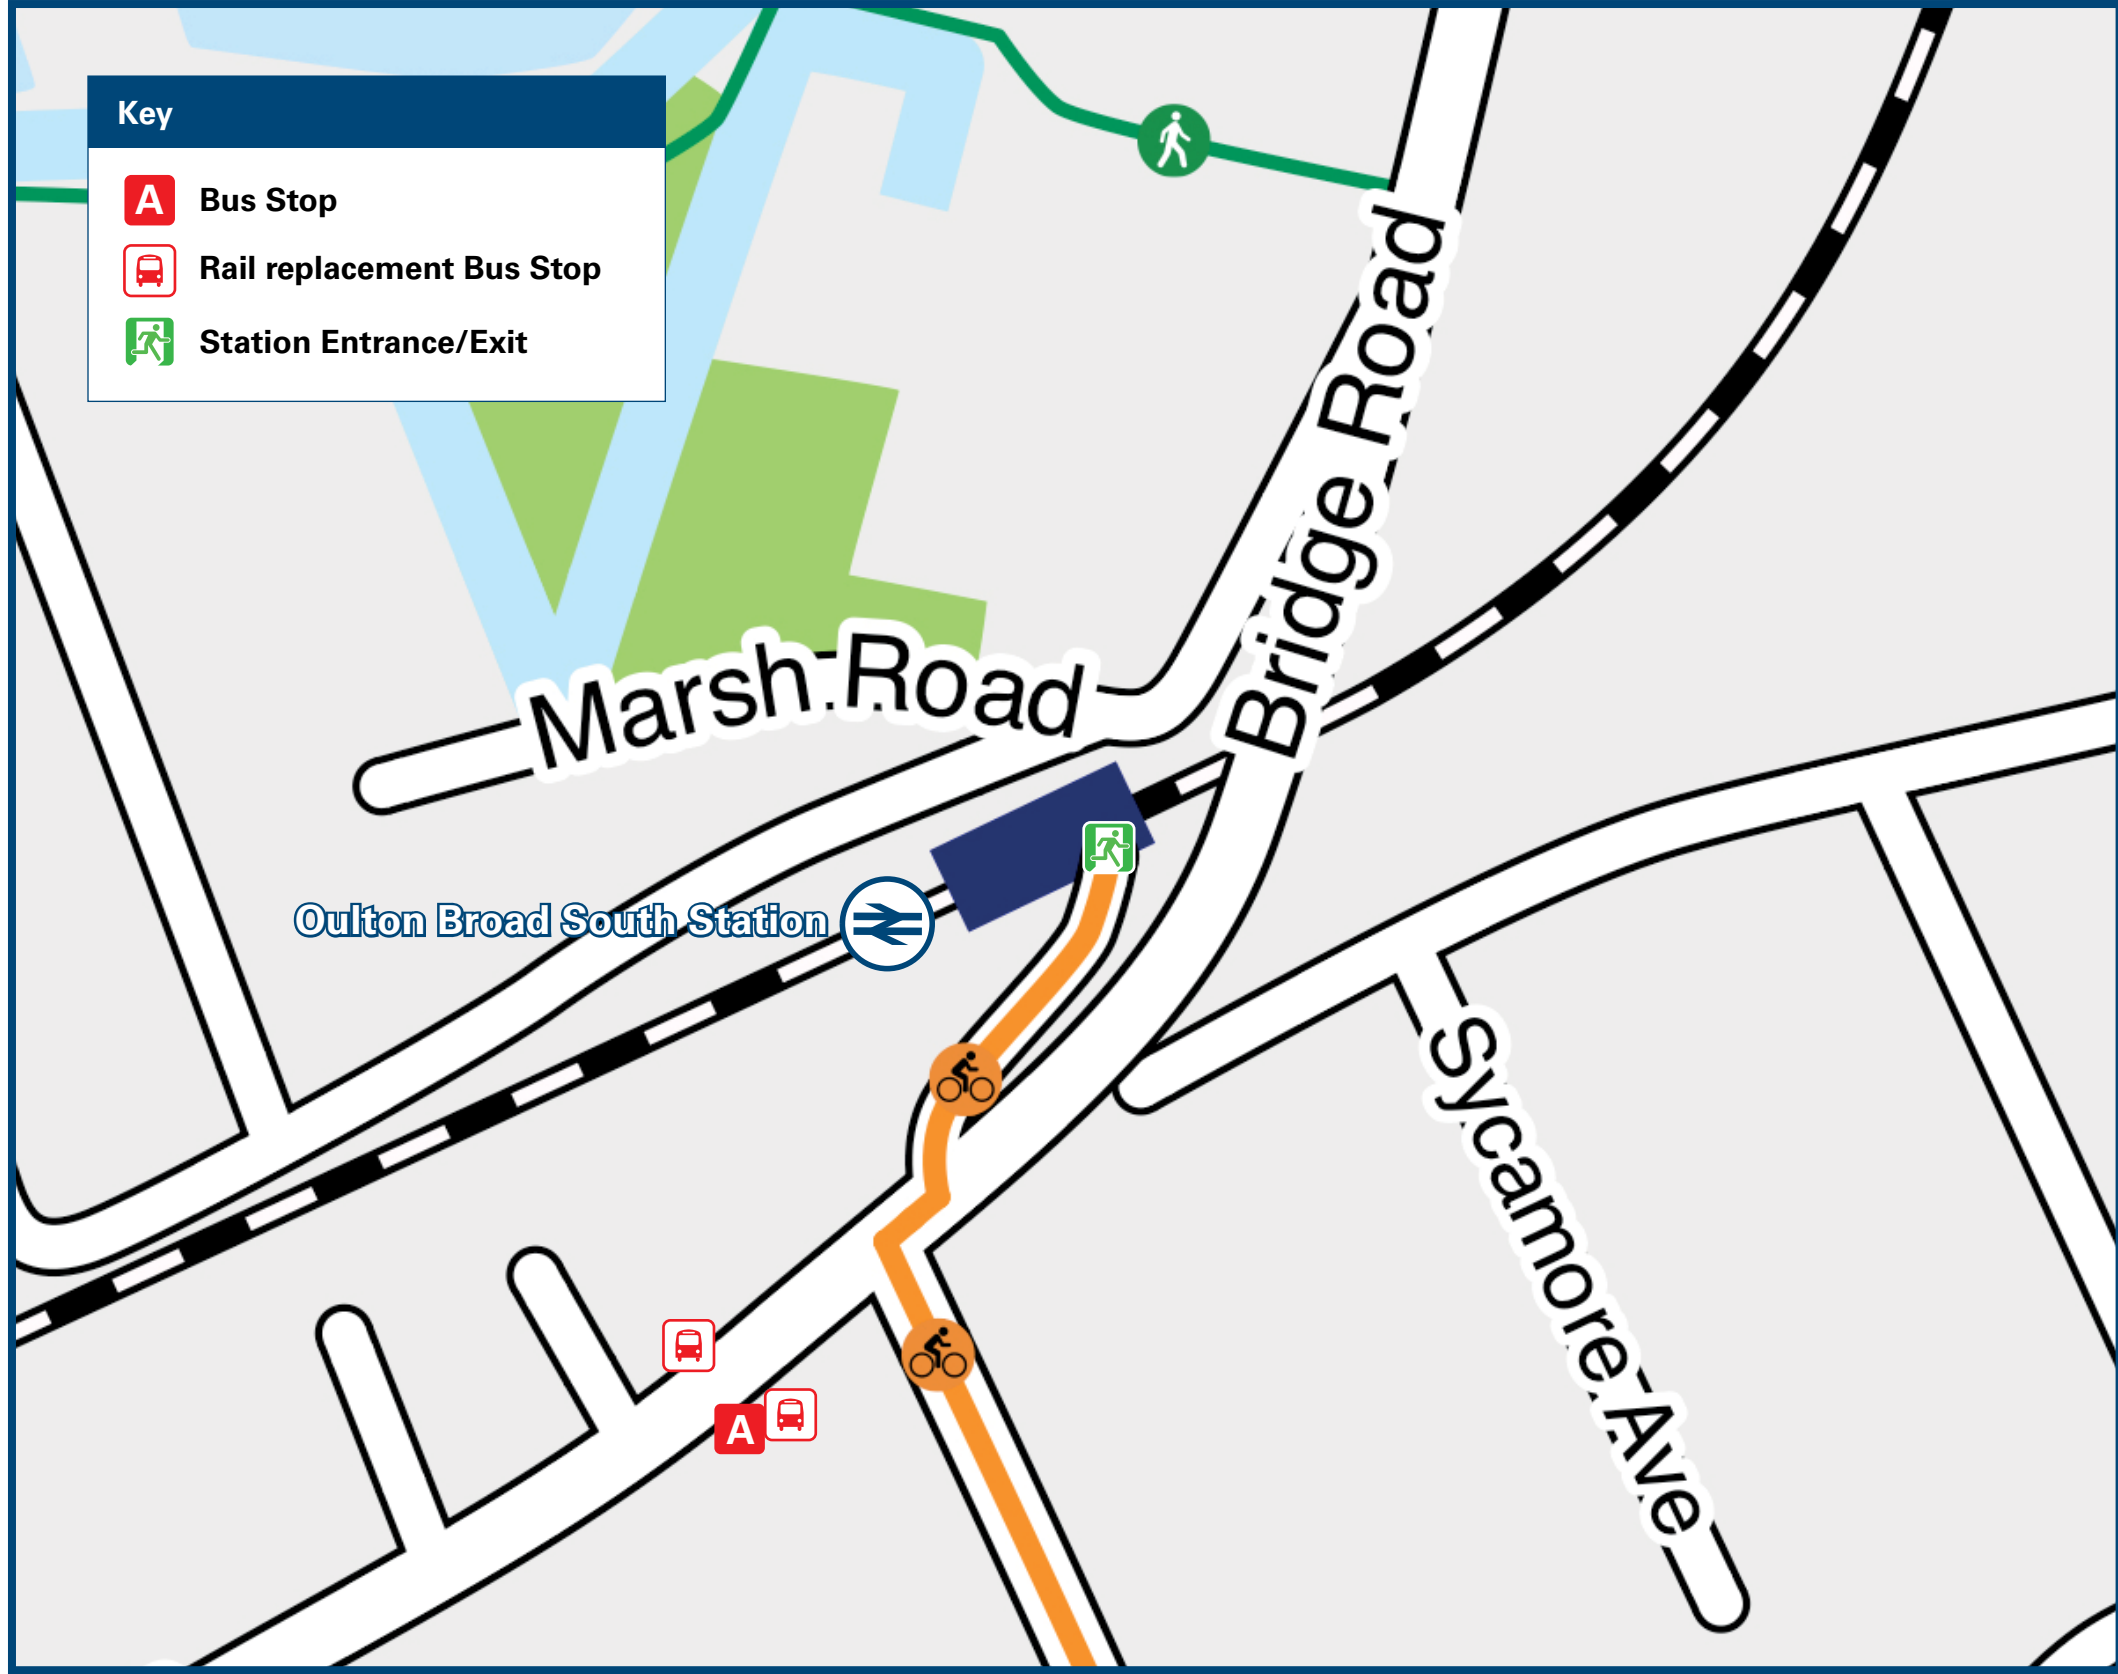 Key
A Bus Stop
Rail replacement Bus Stop
Station Entrance/Exit
Bridge Road
Marsh Road
Oulton Broad South Station
Sycamore Ave
A